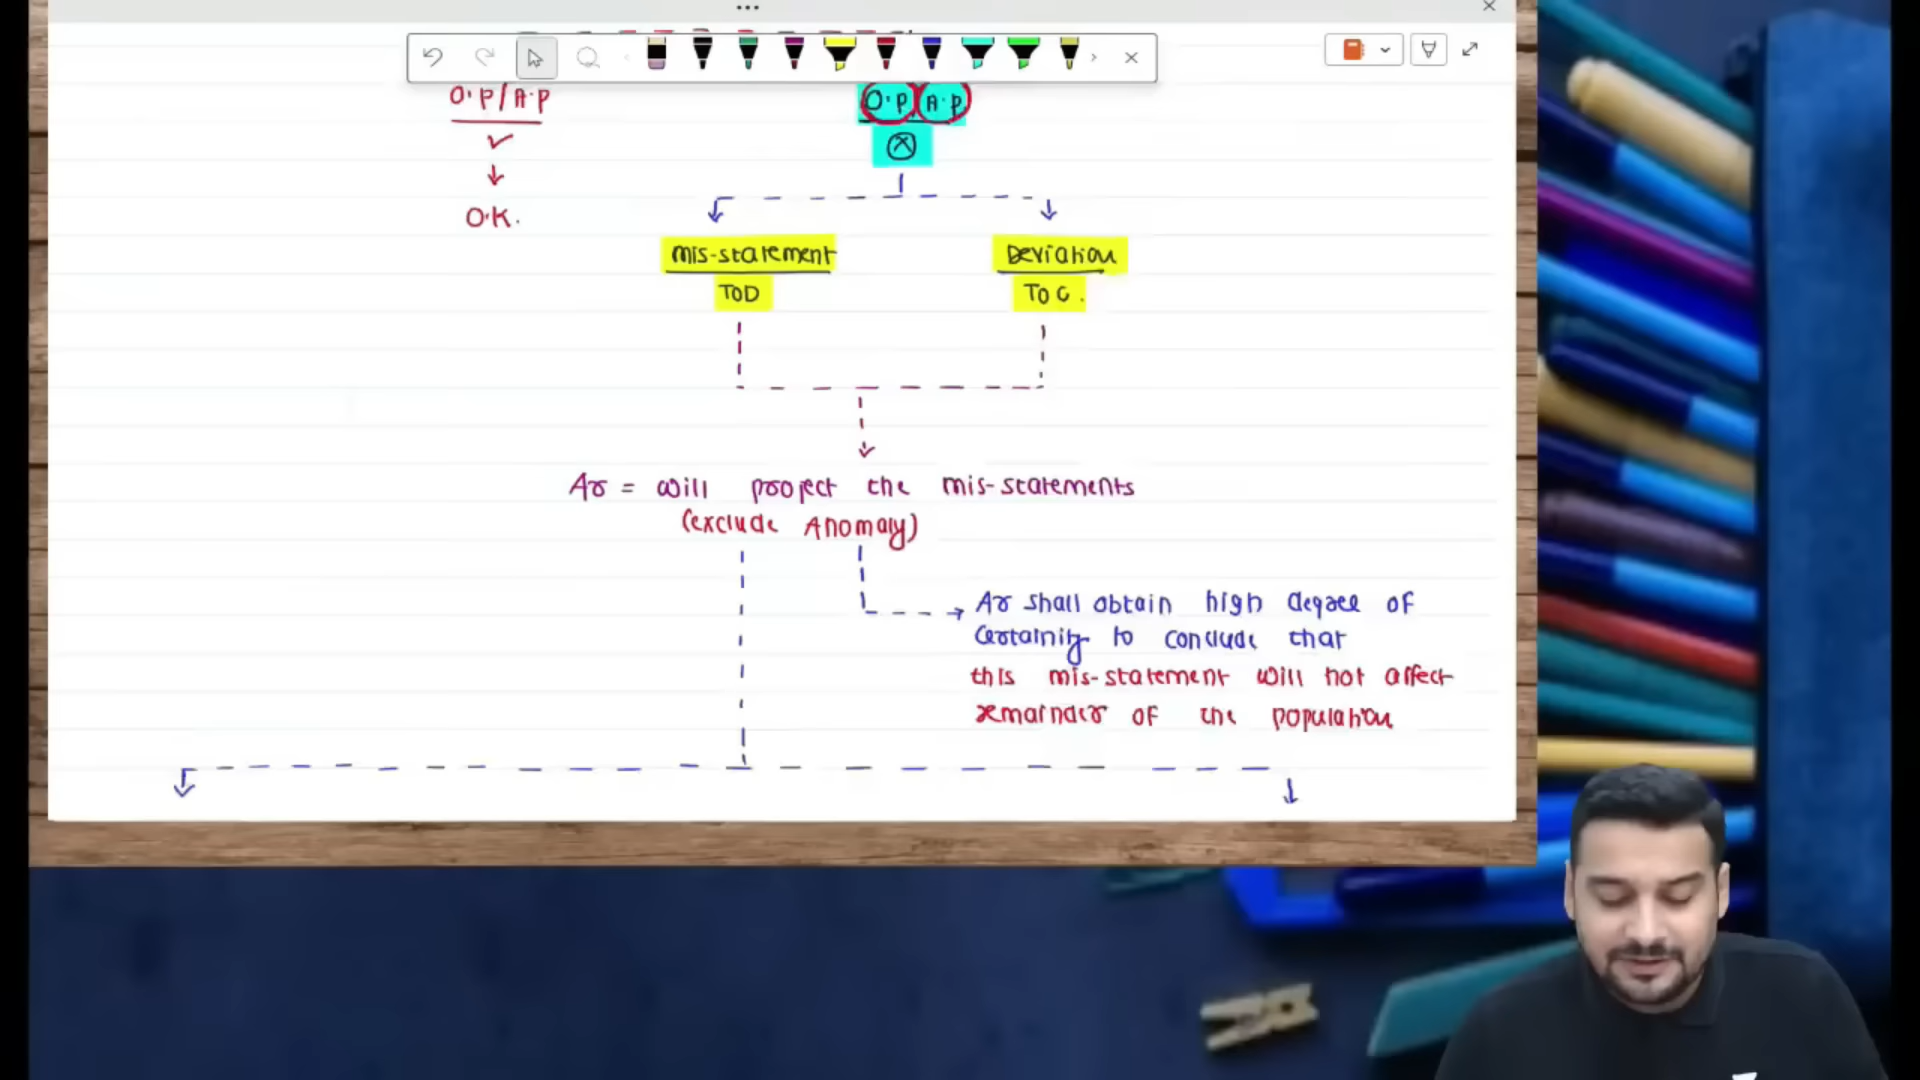 O.P/A.P
O.K.
O.P A.P
Mis-statement
TOD
Deviation
TOC.
Ar = will project the mis-statements
(exclude Anomaly)
Ar shall obtain high degree of
Certainity to conclude that
this mis-statement will not affect
remainder of the population